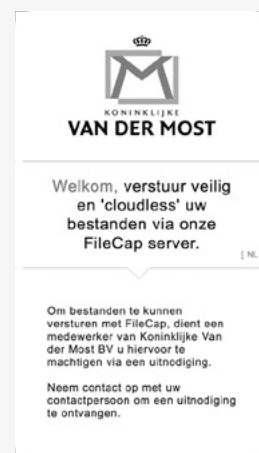 KONINKLIJKE
VAN DER MOST
Welkom, verstuur veilig
en 'cloudless' uw
bestanden via onze
FileCap server.
[ NL
Om bestanden te kunnen
versturen met FileCap, dient een
medewerker van Koninklijke Van
der Most BV u hiervoor te
machtigen via een uitnodiging.
Neem contact op met uw
contactpersoon om een uitnodiging
te ontvangen.